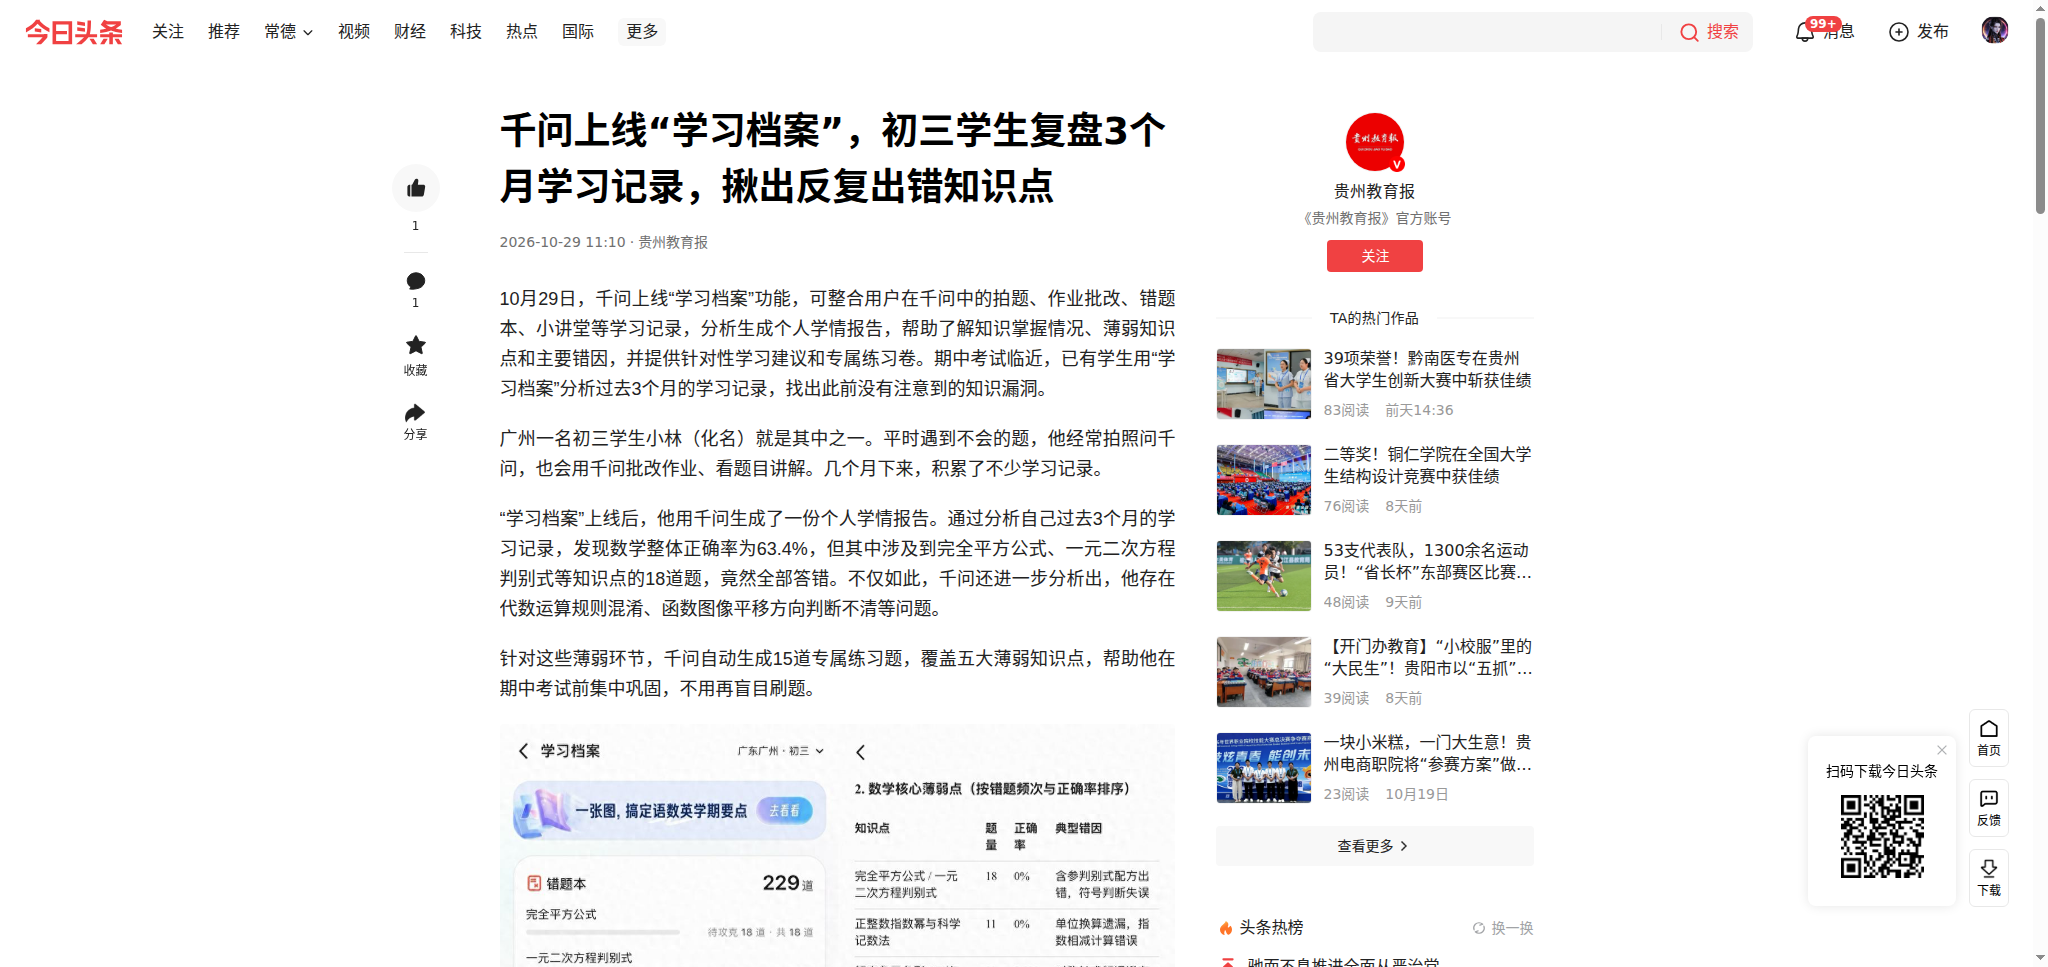 今日头条
关注 推荐 常德 视频 财经 科技 热点 国际 更多
搜索
99+
消息
发布
千问上线“学习档案”，初三学生复盘3个
月学习记录，揪出反复出错知识点
2026-10-29 11:10 · 贵州教育报
1
1
收藏
分享
10月29日，千问上线“学习档案”功能，可整合用户在千问中的拍题、作业批改、错题
本、小讲堂等学习记录，分析生成个人学情报告，帮助了解知识掌握情况、薄弱知识
点和主要错因，并提供针对性学习建议和专属练习卷。期中考试临近，已有学生用“学
习档案”分析过去3个月的学习记录，找出此前没有注意到的知识漏洞。
广州一名初三学生小林（化名）就是其中之一。平时遇到不会的题，他经常拍照问千
问，也会用千问批改作业、看题目讲解。几个月下来，积累了不少学习记录。
“学习档案”上线后，他用千问生成了一份个人学情报告。通过分析自己过去3个月的学
习记录，发现数学整体正确率为63.4%，但其中涉及到完全平方公式、一元二次方程
判别式等知识点的18道题，竟然全部答错。不仅如此，千问还进一步分析出，他存在
代数运算规则混淆、函数图像平移方向判断不清等问题。
针对这些薄弱环节，千问自动生成15道专属练习题，覆盖五大薄弱知识点，帮助他在
期中考试前集中巩固，不用再盲目刷题。
学习档案
广东广州 · 初三
一张图，搞定语数英学期要点
去看看
错题本
229道
完全平方公式
待攻克 18 道 · 共 18 道
一元二次方程判别式
2. 数学核心薄弱点（按错题频次与正确率排序）
知识点 题量 正确率 典型错因
完全平方公式 / 一元 18 0% 含参判别式配方出
二次方程判别式 错，符号判断失误
正整数指数幂与科学 11 0% 单位换算遗漏，指
记数法 数相减计算错误
贵州教育报
V
贵州教育报
《贵州教育报》官方账号
关注
TA的热门作品
39项荣誉！黔南医专在贵州
省大学生创新大赛中斩获佳绩
83阅读 前天14:36
二等奖！铜仁学院在全国大学
生结构设计竞赛中获佳绩
76阅读 8天前
53支代表队，1300余名运动
员！“省长杯”东部赛区比赛...
48阅读 9天前
【开门办教育】“小校服”里的
“大民生”！贵阳市以“五抓”...
39阅读 8天前
一块小米糕，一门大生意！贵
州电商职院将“参赛方案”做...
23阅读 10月19日
查看更多
头条热榜
换一换
驰而不息推进全面从严治党
扫码下载今日头条
首页
反馈
下载